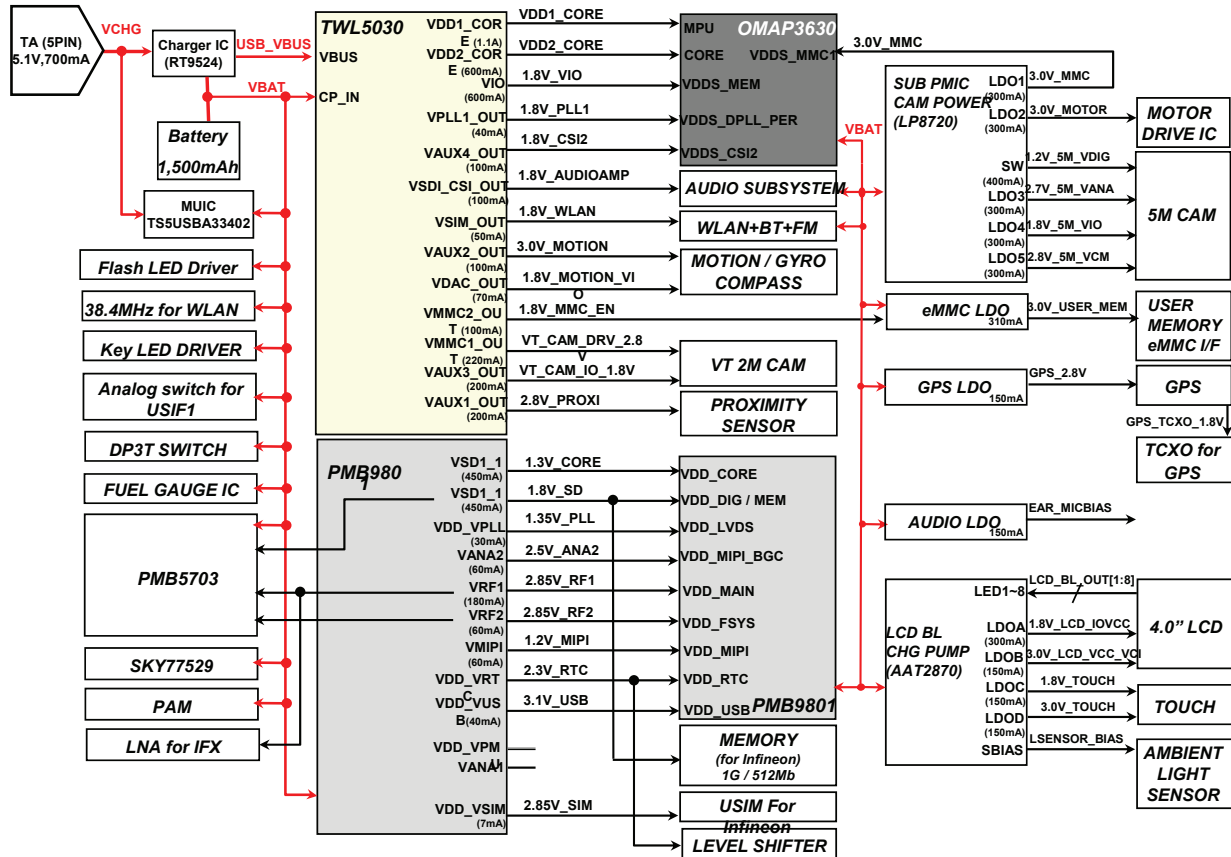 TA (5PIN)
5.1V,700mA
VCHG
Charger IC
(RT9524)
USB_VBUS
VBAT
Battery
1,500mAh
MUIC
TS5USBA33402
Flash LED Driver
38.4MHz for WLAN
Key LED DRIVER
Analog switch for
USIF1
DP3T SWITCH
FUEL GAUGE IC
PMB5703
SKY77529
PAM
LNA for IFX
TWL5030
VBUS
CP_IN
VDD1_COR
E (1.1A)
VDD2_COR
E (600mA)
VIO
(600mA)
VPLL1_OUT
(40mA)
VAUX4_OUT
(100mA)
VSDI_CSI_OUT
(100mA)
VSIM_OUT
(50mA)
VAUX2_OUT
(100mA)
VDAC_OUT
(70mA)
VMMC2_OU
T (100mA)
VMMC1_OU
T (220mA)
VAUX3_OUT
(200mA)
VAUX1_OUT
(200mA)
VDD1_CORE
VDD2_CORE
1.8V_VIO
1.8V_PLL1
1.8V_CSI2
1.8V_AUDIOAMP
1.8V_WLAN
3.0V_MOTION
1.8V_MOTION_VI
O
1.8V_MMC_EN
VT_CAM_DRV_2.8
V
VT_CAM_IO_1.8V
2.8V_PROXI
OMAP3630
MPU
VDDS_MMC1
CORE
VDDS_MEM
VDDS_DPLL_PER
VDDS_CSI2
VBAT
AUDIO SUBSYSTEM
WLAN+BT+FM
MOTION / GYRO
COMPASS
VT 2M CAM
PROXIMITY
SENSOR
3.0V_MMC
SUB PMIC
CAM POWER
(LP8720)
LDO1
(300mA)
LDO2
(300mA)
SW
(400mA)
LDO3
(300mA)
LDO4
(300mA)
LDO5
(300mA)
3.0V_MMC
3.0V_MOTOR
1.2V_5M_VDIG
2.7V_5M_VANA
1.8V_5M_VIO
2.8V_5M_VCM
MOTOR
DRIVE IC
5M CAM
eMMC LDO
310mA
3.0V_USER_MEM
USER
MEMORY
eMMC I/F
GPS LDO
150mA
GPS_2.8V
GPS
GPS_TCXO_1.8V
TCXO for
GPS
AUDIO LDO
150mA
EAR_MICBIAS
PMB980
1
VSD1_1
(450mA)
VSD1_1
(450mA)
VDD_VPLL
(30mA)
VANA2
(60mA)
VRF1
(180mA)
VRF2
(60mA)
VMIPI
(60mA)
VDD_VRT
C
VDD_VUS
B(40mA)
VDD_VPM
U
VANA1
VDD_VSIM
(7mA)
1.3V_CORE
1.8V_SD
1.35V_PLL
2.5V_ANA2
2.85V_RF1
2.85V_RF2
1.2V_MIPI
2.3V_RTC
3.1V_USB
2.85V_SIM
VDD_CORE
VDD_DIG / MEM
VDD_LVDS
VDD_MIPI_BGC
VDD_MAIN
VDD_FSYS
VDD_MIPI
VDD_RTC
PMB9801
VDD_USB
MEMORY
(for Infineon)
1G / 512Mb
USIM For
Infineon
LEVEL SHIFTER
LCD BL
CHG PUMP
(AAT2870)
LED1~8
LDOA
(300mA)
LDOB
(150mA)
LDOC
(150mA)
LDOD
(150mA)
SBIAS
LCD_BL_OUT[1:8]
1.8V_LCD_IOVCC
3.0V_LCD_VCC_VCI
1.8V_TOUCH
3.0V_TOUCH
LSENSOR_BIAS
4.0” LCD
TOUCH
AMBIENT
LIGHT
SENSOR